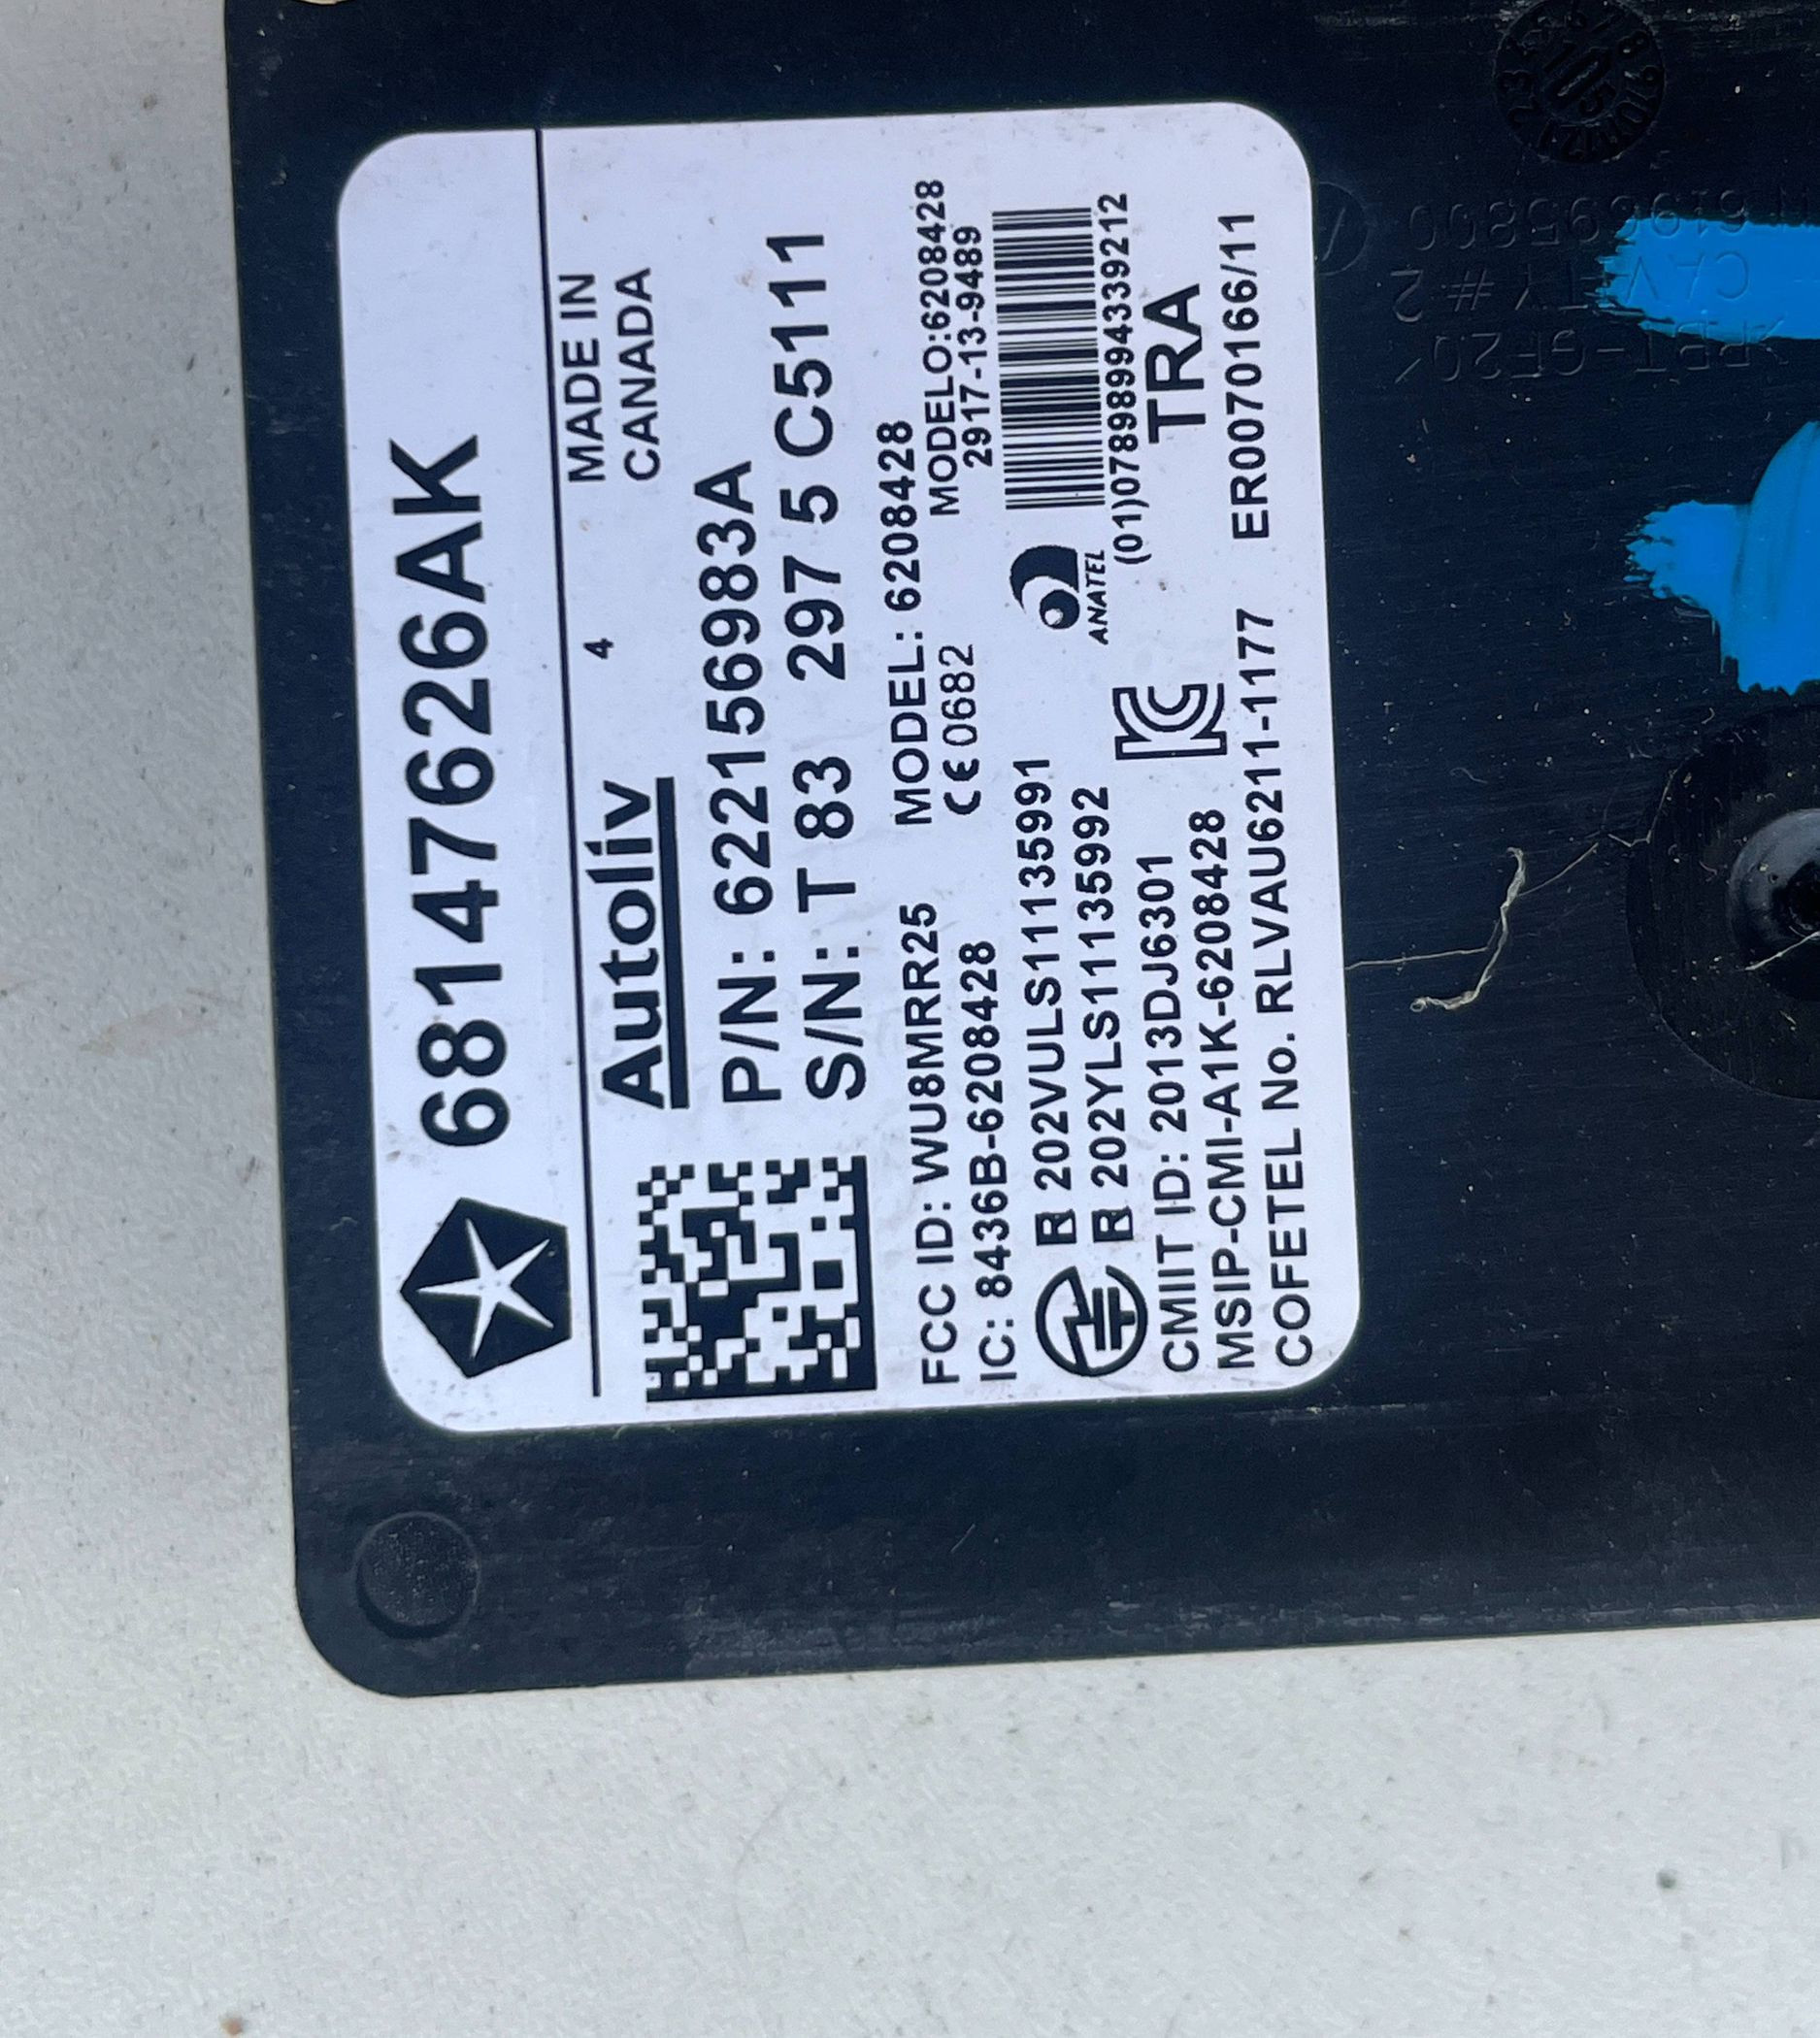 68147626AK
Autoliv
4
MADE IN
CANADA
P/N: 622156983A
S/N: T 83 297 5 C5111
FCC ID: WU8MRR25
MODEL: 6208428
IC: 8436B-6208428
CE 0682
MODELO:6208428
2917-13-9489
R 202VULS11135991
R 202YLS11135992
ANATEL
(01)07898994339212
CMIIT ID: 2013DJ6301
TRA
MSIP-CMI-A1K-6208428
COFETEL No. RLVAU6211-1177
ER0070166/11
CAVITY # 2